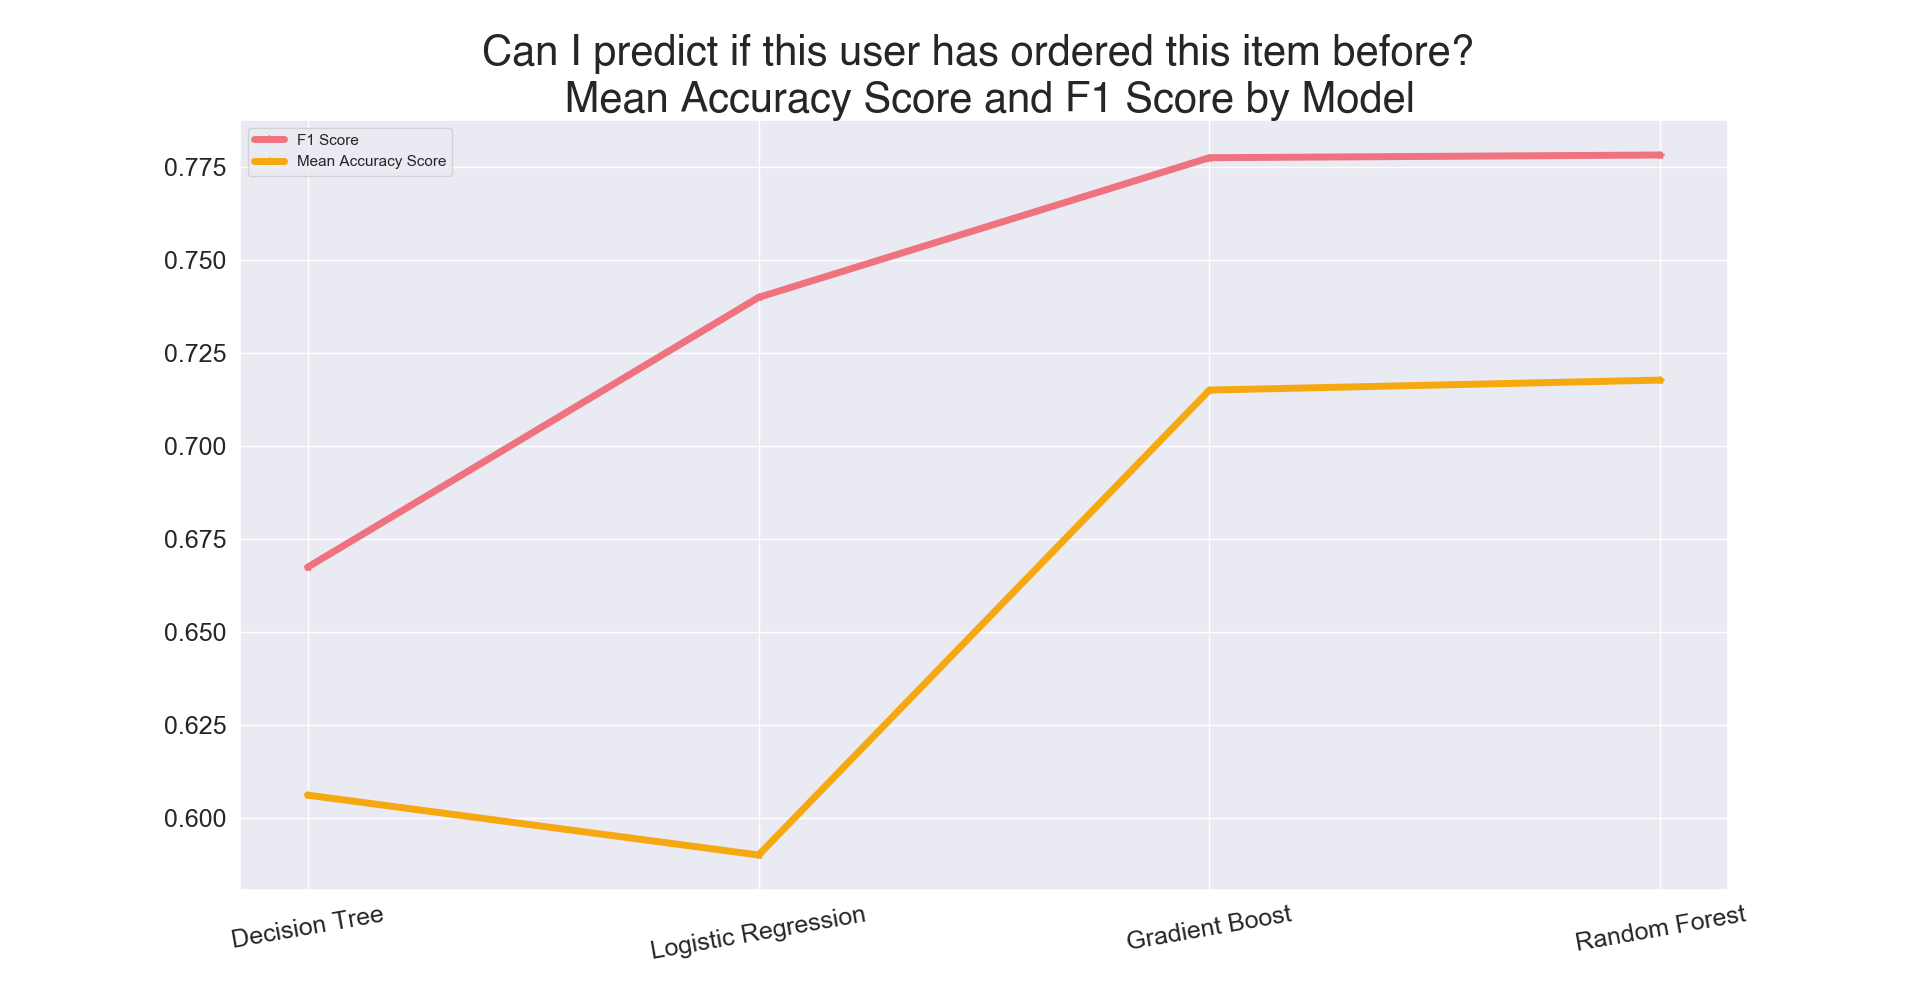 Can I predict if this user has ordered this item before?
Mean Accuracy Score and F1 Score by Model
F1 Score
Mean Accuracy Score
0.775
0.750
0.725
0.700
0.675
0.650
0.625
0.600
Decision Tree
Logistic Regression
Gradient Boost
Random Forest